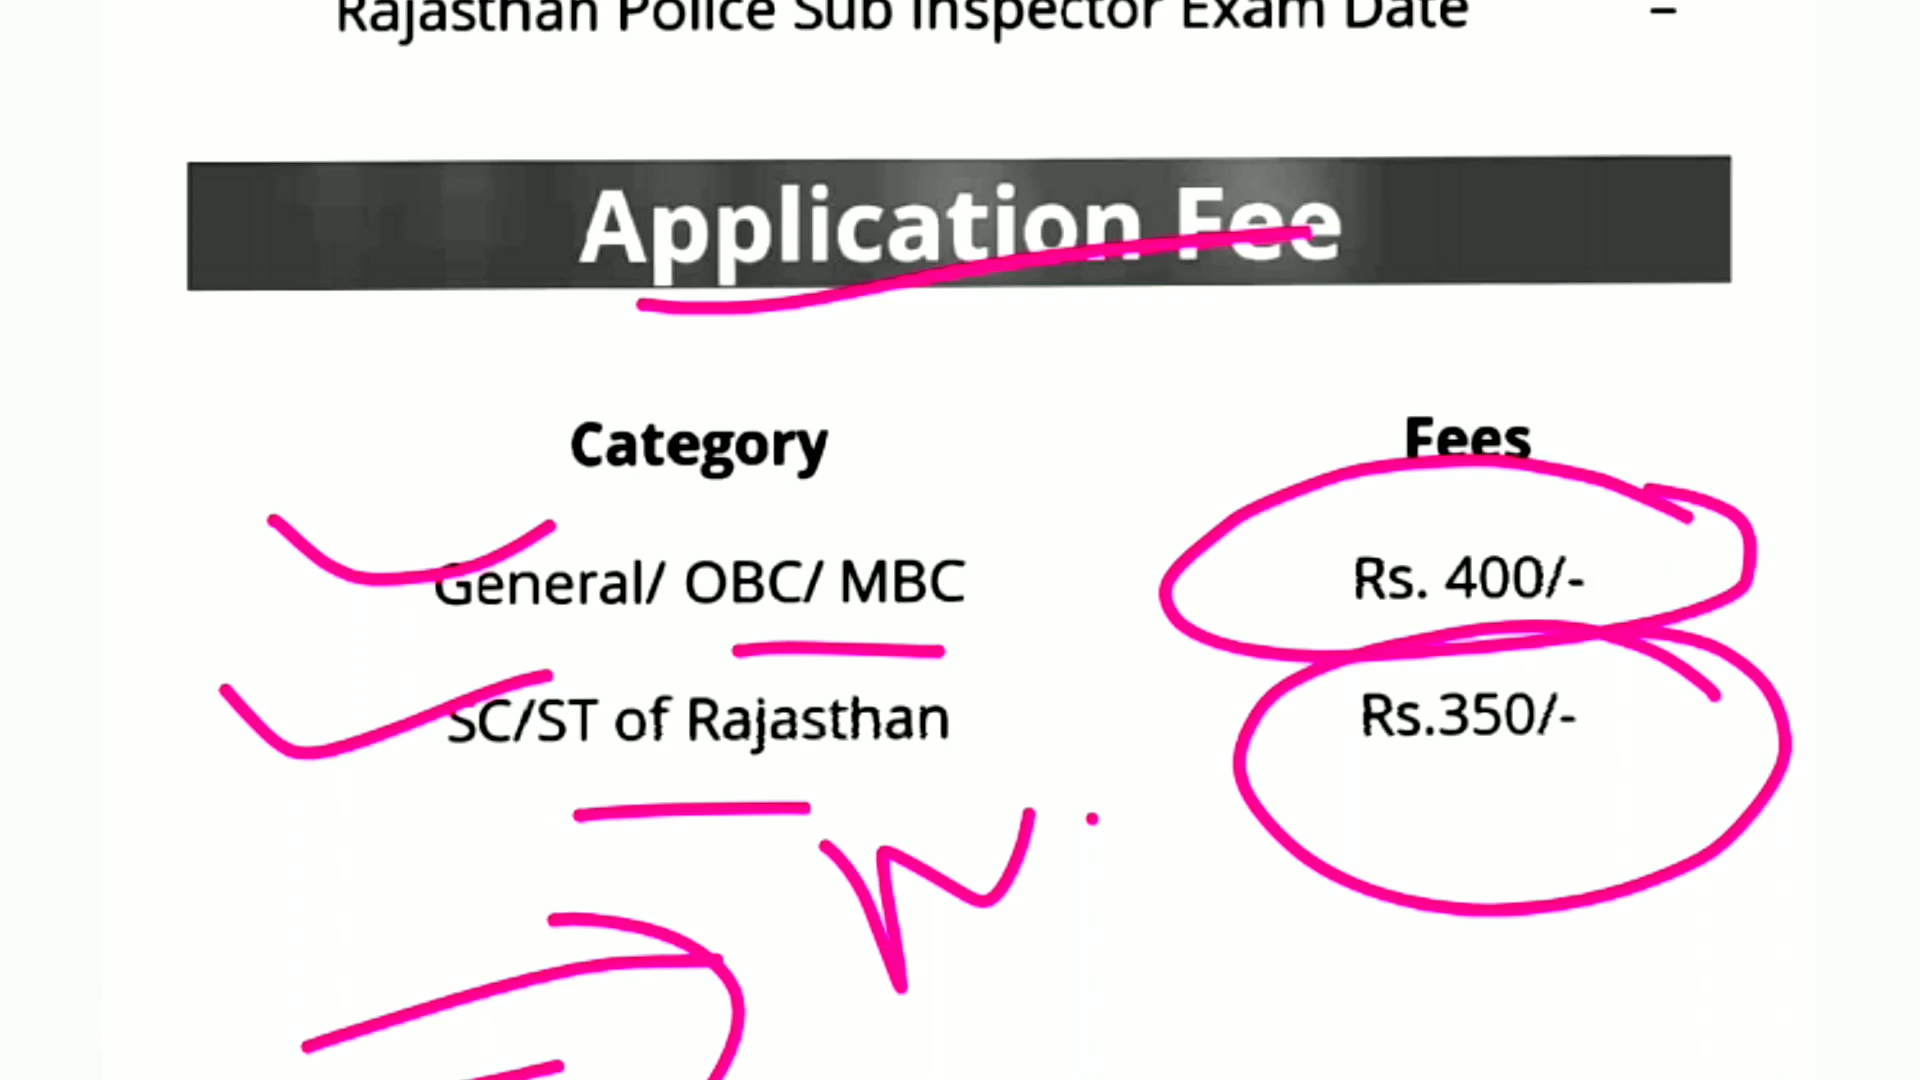 Rajasthan Police Sub Inspector Exam Date –
Application Fee
Category Fees
General/ OBC/ MBC Rs. 400/-
SC/ST of Rajasthan Rs.350/-